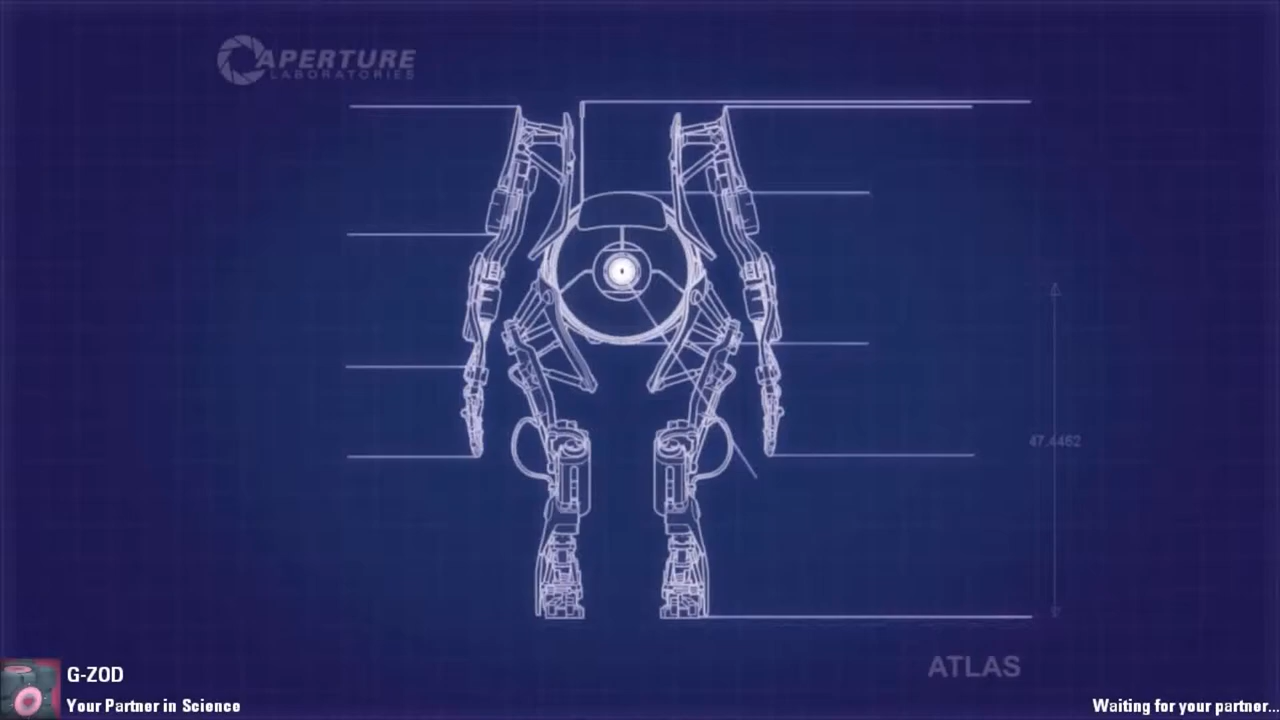 APERTURE
LABORATORIES
47.4462
ATLAS
G-ZOD
Your Partner in Science
Waiting for your partner...